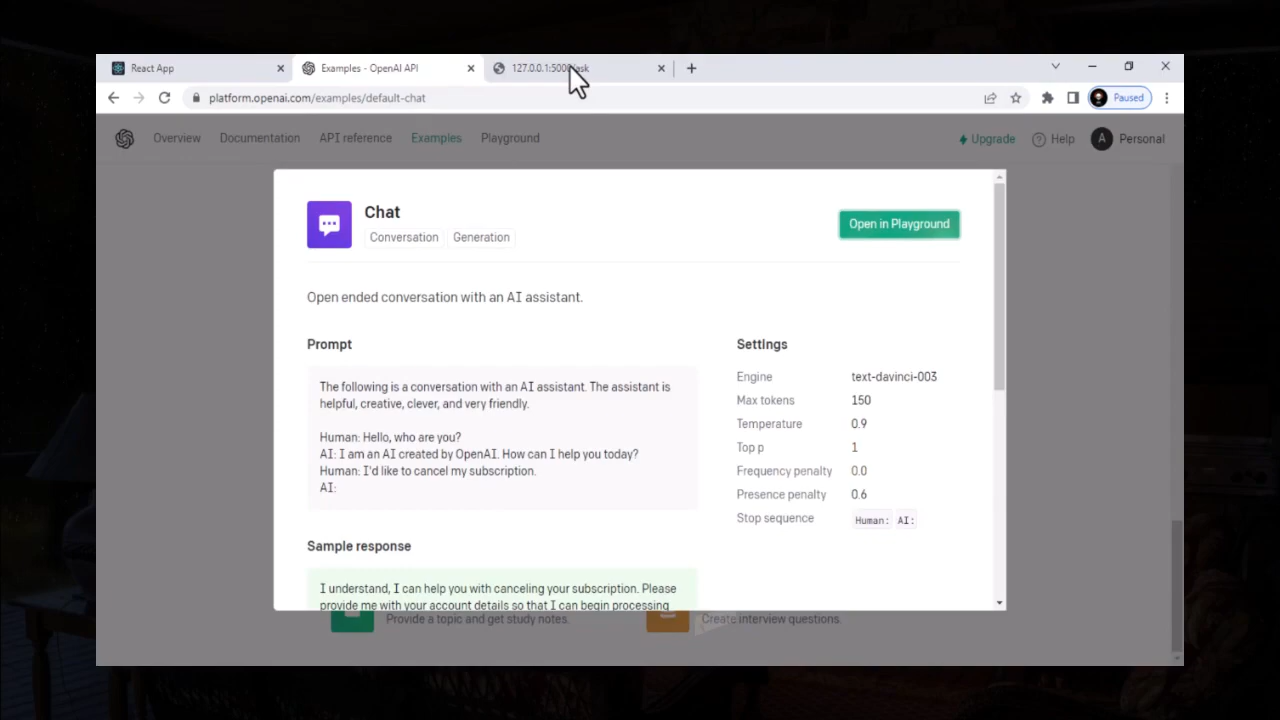 React App
Examples - OpenAI API
127.0.0.1:5000/ask
platform.openai.com/examples/default-chat
Paused
Overview
Documentation
API reference
Examples
Playground
Upgrade
Help
A
Personal
Chat
Conversation
Generation
Open in Playground
Open ended conversation with an AI assistant.
Prompt
The following is a conversation with an AI assistant. The assistant is
helpful, creative, clever, and very friendly.
Human: Hello, who are you?
AI: I am an AI created by OpenAI. How can I help you today?
Human: I'd like to cancel my subscription.
AI:
Settings
Engine text-davinci-003
Max tokens 150
Temperature 0.9
Top p 1
Frequency penalty 0.0
Presence penalty 0.6
Stop sequence Human: AI:
Sample response
I understand, I can help you with canceling your subscription. Please
provide me with your account details so that I can begin processing
Provide a topic and get study notes.
Create interview questions.